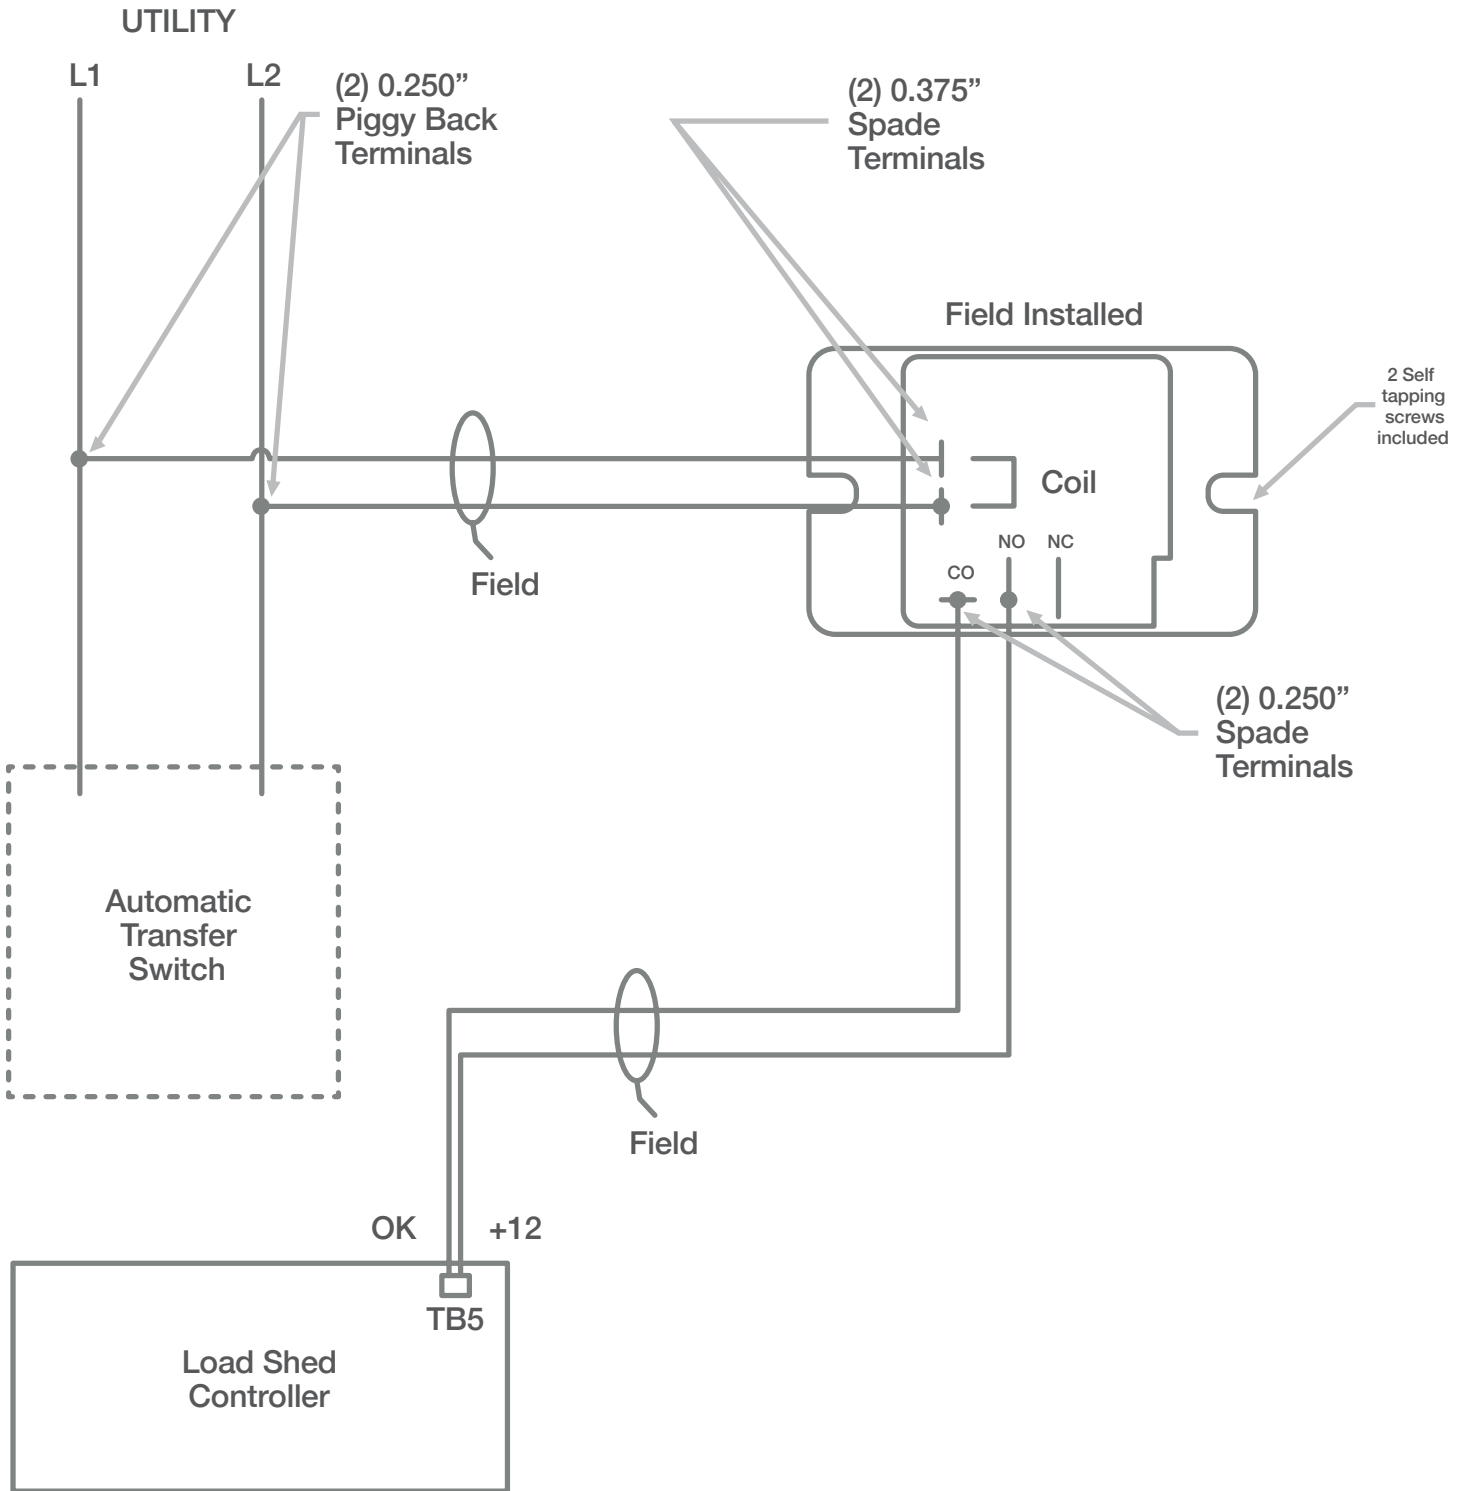 UTILITY
L1
L2
(2) 0.250”
Piggy Back
Terminals
(2) 0.375”
Spade
Terminals
Field Installed
2 Self
tapping
screws
included
Coil
NO
NC
CO
Field
(2) 0.250”
Spade
Terminals
Automatic
Transfer
Switch
Field
OK
+12
TB5
Load Shed
Controller